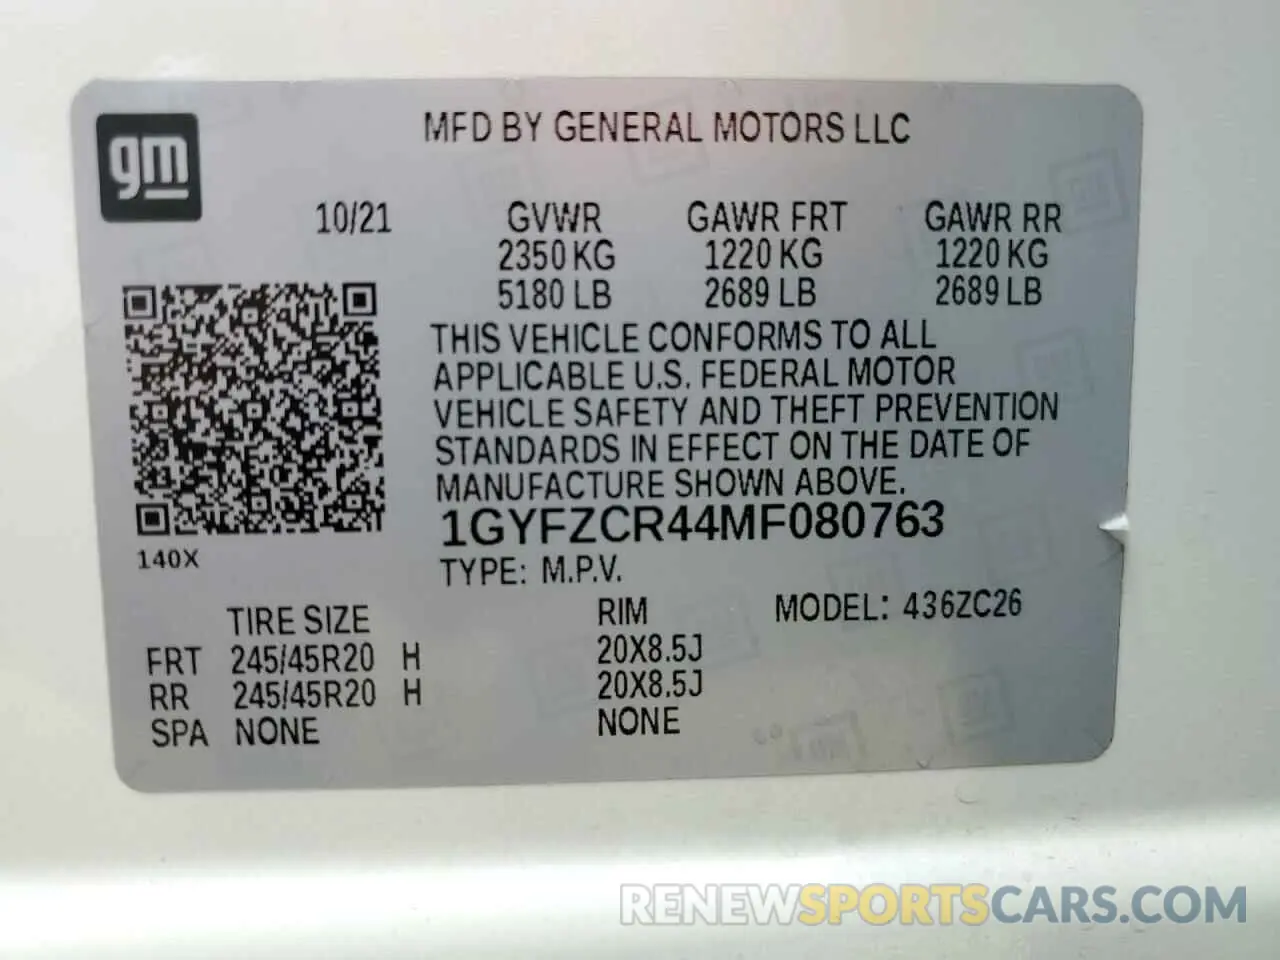 gm
MFD BY GENERAL MOTORS LLC
10/21 GVWR GAWR FRT GAWR RR
2350 KG 1220 KG 1220 KG
5180 LB 2689 LB 2689 LB
THIS VEHICLE CONFORMS TO ALL
APPLICABLE U.S. FEDERAL MOTOR
VEHICLE SAFETY AND THEFT PREVENTION
STANDARDS IN EFFECT ON THE DATE OF
MANUFACTURE SHOWN ABOVE.
1GYFZCR44MF080763
140X
TYPE: M.P.V.
TIRE SIZE RIM MODEL: 436ZC26
FRT 245/45R20 H 20X8.5J
RR 245/45R20 H 20X8.5J
SPA NONE NONE
RENEWSPORTSCARS.COM